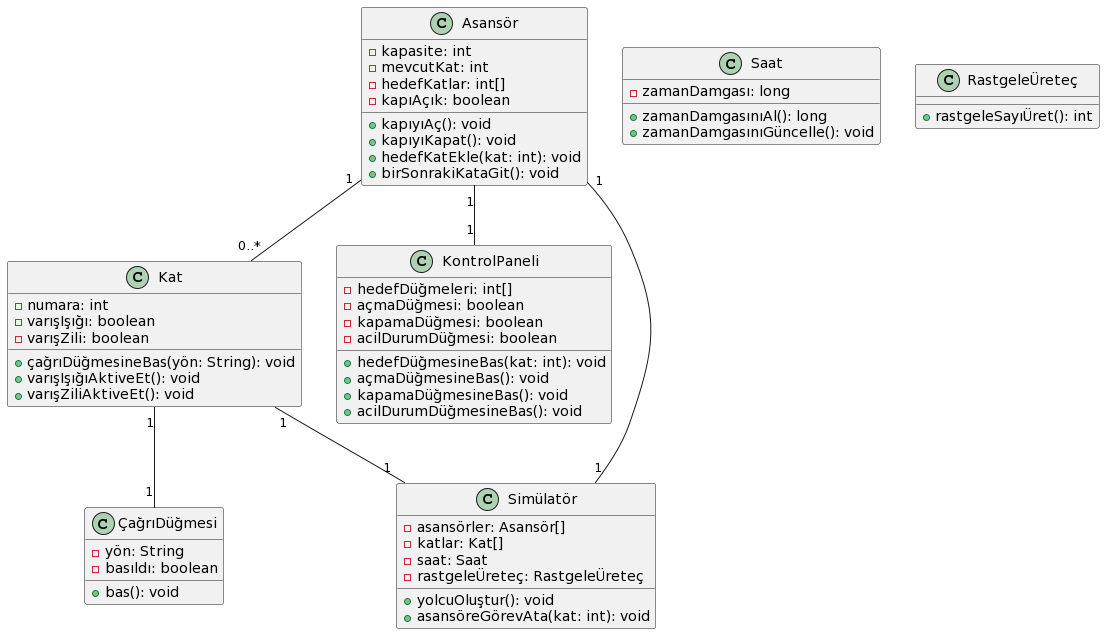 C Asansör
kapasite: int
mevcutKat: int
hedefKatlar: int[]
kapıAçık: boolean
kapıyıAç(): void
kapıyıKapat(): void
hedefKatEkle(kat: int): void
birSonrakiKataGit(): void
C Saat
zamanDamgası: long
zamanDamgasınıAl(): long
zamanDamgasınıGüncelle(): void
C RastgeleÜreteç
rastgeleSayıÜret(): int
1
1
1
0..*
1
C Kat
numara: int
varışIşığı: boolean
varışZili: boolean
çağrıDüğmesineBas(yön: String): void
varışIşığıAktiveEt(): void
varışZiliAktiveEt(): void
C KontrolPaneli
hedefDüğmeleri: int[]
açmaDüğmesi: boolean
kapamaDüğmesi: boolean
acilDurumDüğmesi: boolean
hedefDüğmesineBas(kat: int): void
açmaDüğmesineBas(): void
kapamaDüğmesineBas(): void
acilDurumDüğmesineBas(): void
1
1
1
1
1
C ÇağrıDüğmesi
yön: String
basıldı: boolean
bas(): void
C Simülatör
asansörler: Asansör[]
katlar: Kat[]
saat: Saat
rastgeleÜreteç: RastgeleÜreteç
yolcuOluştur(): void
asansöreGörevAta(kat: int): void